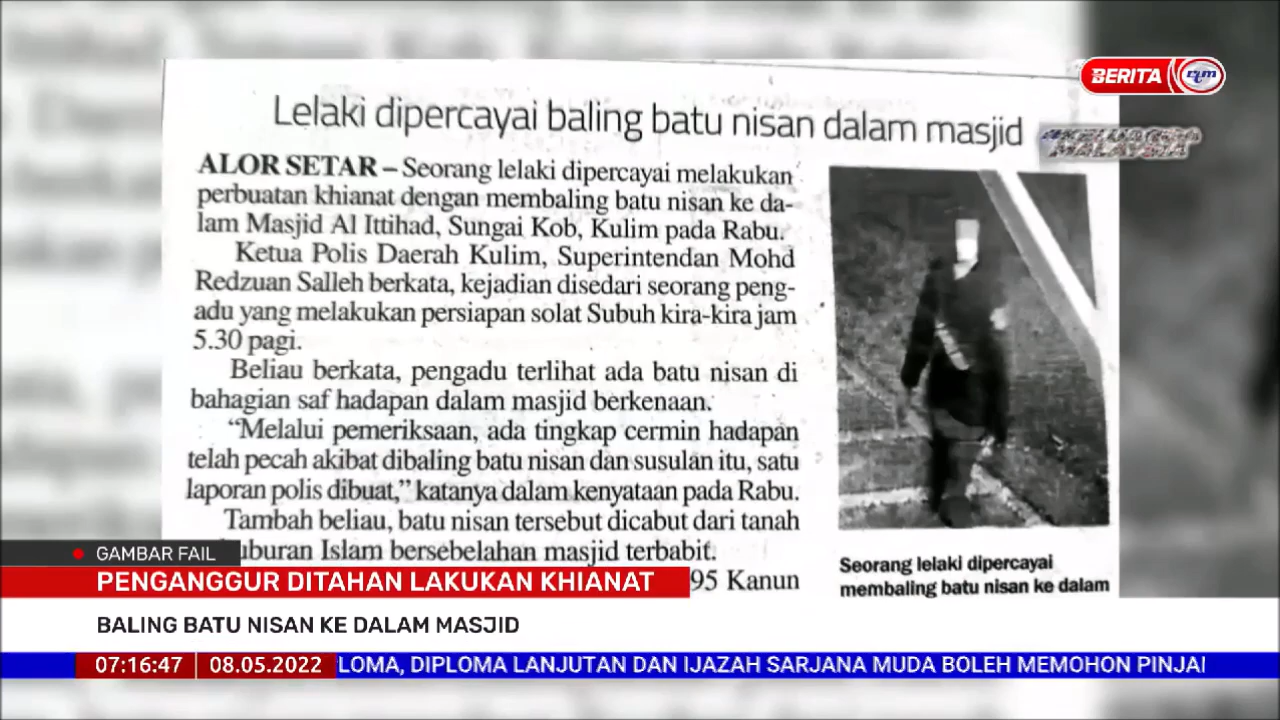 BERITA rtm
#KELUARGA
MALAYSIA
Lelaki dipercayai baling batu nisan dalam masjid
ALOR SETAR – Seorang lelaki dipercayai melakukan
perbuatan khianat dengan membaling batu nisan ke da-
lam Masjid Al Ittihad, Sungai Kob, Kulim pada Rabu.
Ketua Polis Daerah Kulim, Superintendan Mohd
Redzuan Salleh berkata, kejadian disedari seorang peng-
adu yang melakukan persiapan solat Subuh kira-kira jam
5.30 pagi.
Beliau berkata, pengadu terlihat ada batu nisan di
bahagian saf hadapan dalam masjid berkenaan.
“Melalui pemeriksaan, ada tingkap cermin hadapan
telah pecah akibat dibaling batu nisan dan susulan itu, satu
laporan polis dibuat,” katanya dalam kenyataan pada Rabu.
Tambah beliau, batu nisan tersebut dicabut dari tanah
uburan Islam bersebelahan masjid terbabit.
95 Kanun
Seorang lelaki dipercayai
membaling batu nisan ke dalam
GAMBAR FAIL
PENGANGGUR DITAHAN LAKUKAN KHIANAT
BALING BATU NISAN KE DALAM MASJID
07:16:47 08.05.2022 LOMA, DIPLOMA LANJUTAN DAN IJAZAH SARJANA MUDA BOLEH MEMOHON PINJAI